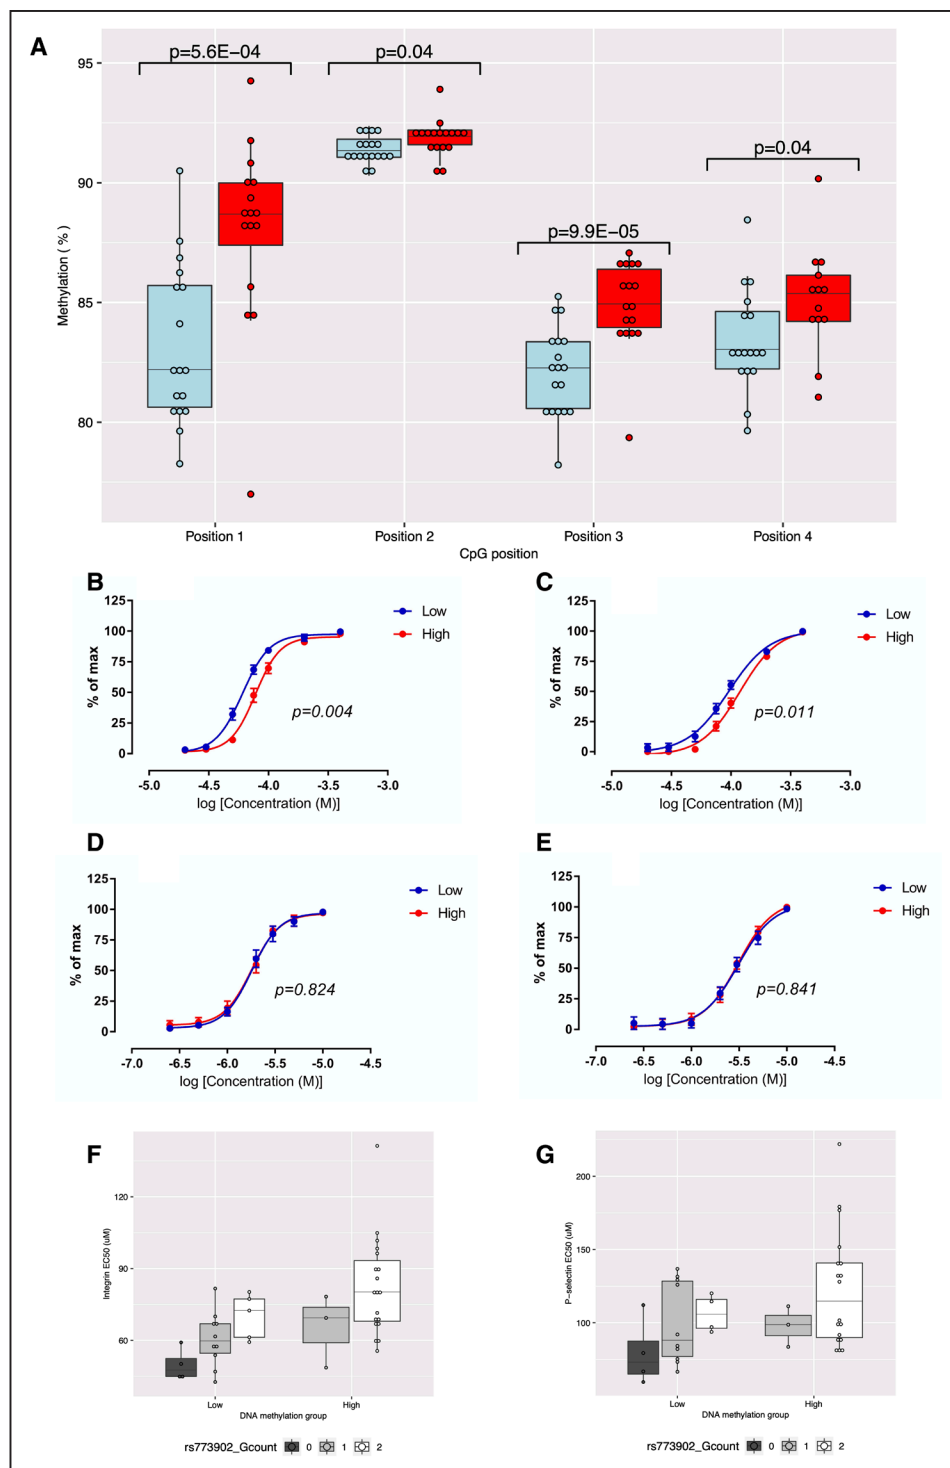 A
p=5.6E−04
p=0.04
p=0.04
p=9.9E−05
95
90
85
80
Methylation ( %)
Position 1
Position 2
Position 3
Position 4
CpG position
B
125
100
75
50
25
0
% of max
Low
High
p=0.004
-5.0
-4.5
-4.0
-3.5
-3.0
log [Concentration (M)]
C
125
100
75
50
25
0
% of max
Low
High
p=0.011
-5.0
-4.5
-4.0
-3.5
-3.0
log [Concentration (M)]
D
125
100
75
50
25
0
% of max
Low
High
p=0.824
-7.0
-6.5
-6.0
-5.5
-5.0
-4.5
log [Concentration (M)]
E
125
100
75
50
25
0
% of max
Low
High
p=0.841
-7.0
-6.5
-6.0
-5.5
-5.0
-4.5
log [Concentration (M)]
F
120
90
60
Integrin EC50 (uM)
Low
High
DNA methylation group
rs773902_Gcount 0 1 2
G
200
150
100
P−selectin EC50 (uM)
Low
High
DNA methylation group
rs773902_Gcount 0 1 2